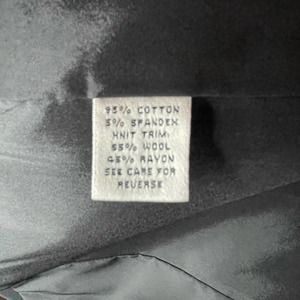 95% COTTON
5% SPANDEX
KNIT TRIM:
55% WOOL
45% RAYON
SEE CARE FOR
REVERSE